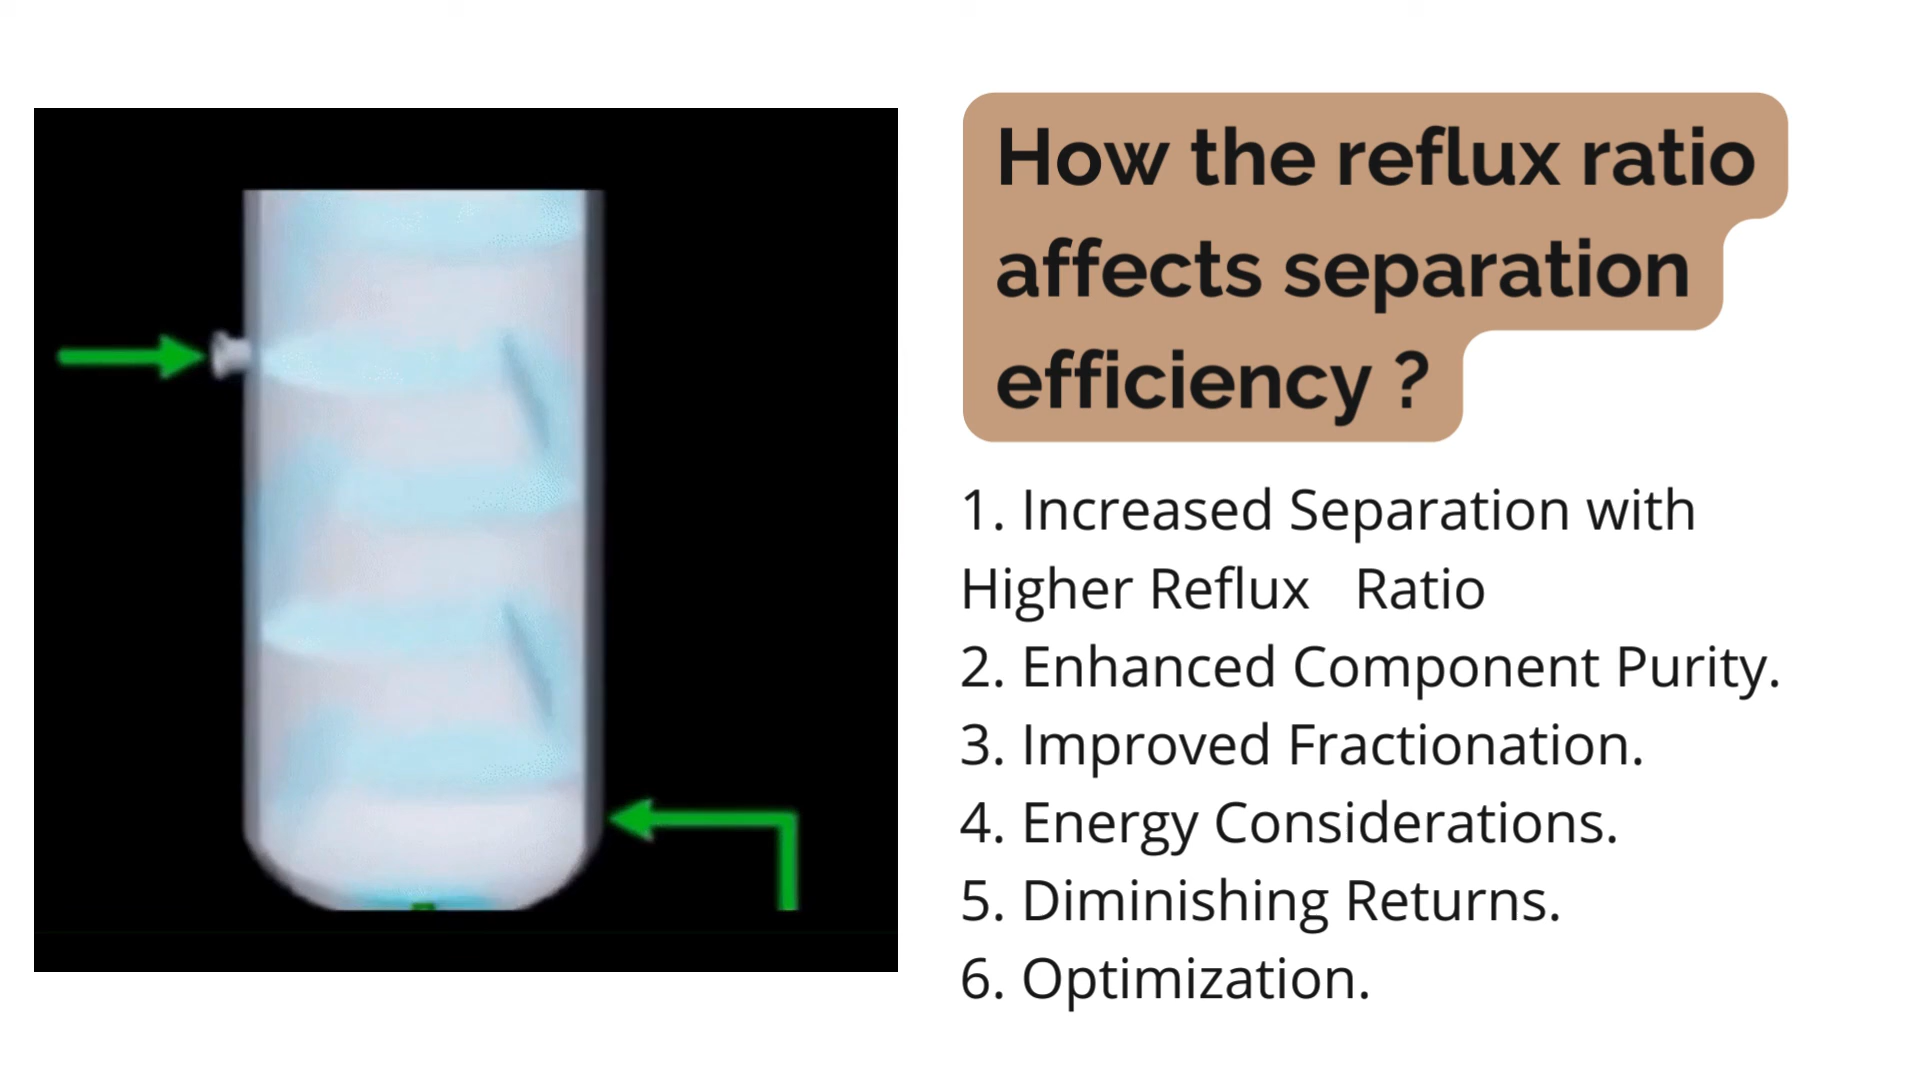 How the reflux ratio
affects separation
efficiency ?
1. Increased Separation with
Higher Reflux   Ratio
2. Enhanced Component Purity.
3. Improved Fractionation.
4. Energy Considerations.
5. Diminishing Returns.
6. Optimization.